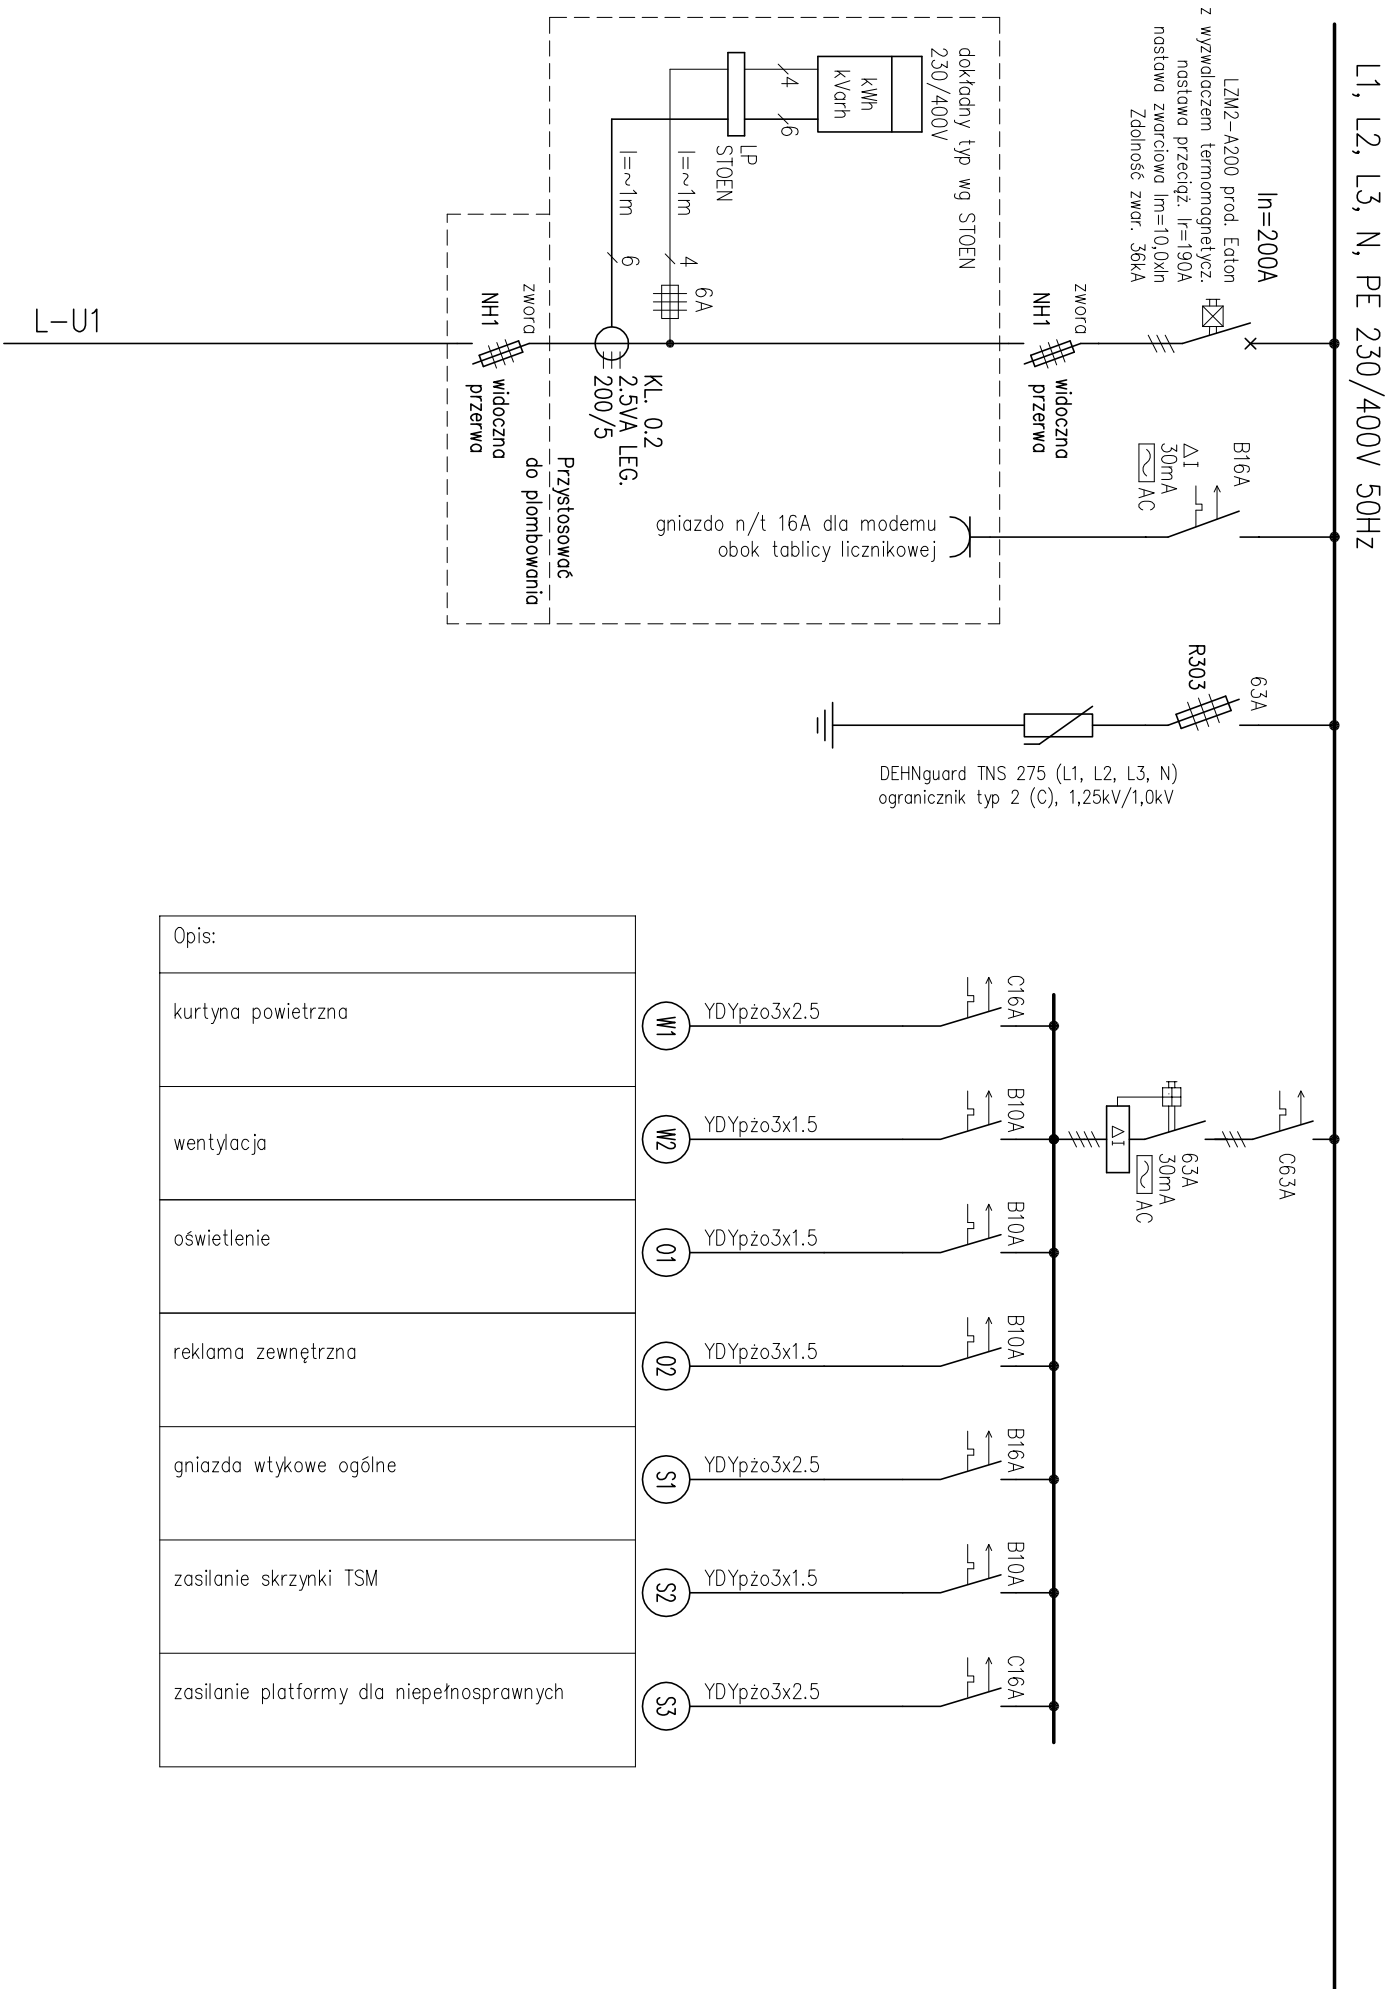 L1, L2, L3, N, PE 230/400V 50Hz
In=200A
LZM2-A200 prod. Eaton
z wyzwalaczem termomagnetycz.
nastawa przeciąż. Ir=190A
nastawa zwarciowa Im=10,0xIn
Zdolność zwar. 36kA
zwora
NH1
widoczna
przerwa
dokładny typ wg STOEN
230/400V
kWh
kVarh
4
6
LP
STOEN
l=~1m
l=~1m
4
6
6A
KL. 0.2
2.5VA LEG.
200/5
zwora
NH1
widoczna
przerwa
Przystosować
do plombowania
L-U1
B16A
ΔI
30mA
AC
gniazdo n/t 16A dla modemu
obok tablicy licznikowej
63A
R303
DEHNguard TNS 275 (L1, L2, L3, N)
ogranicznik typ 2 (C), 1,25kV/1,0kV
C63A
63A
30mA
AC
ΔI
Opis:
kurtyna powietrzna
W1
YDYpżo3x2.5
C16A
wentylacja
W2
YDYpżo3x1.5
B10A
oświetlenie
O1
YDYpżo3x1.5
B10A
reklama zewnętrzna
O2
YDYpżo3x1.5
B10A
gniazda wtykowe ogólne
S1
YDYpżo3x2.5
B16A
zasilanie skrzynki TSM
S2
YDYpżo3x1.5
B10A
zasilanie platformy dla niepełnosprawnych
S3
YDYpżo3x2.5
C16A